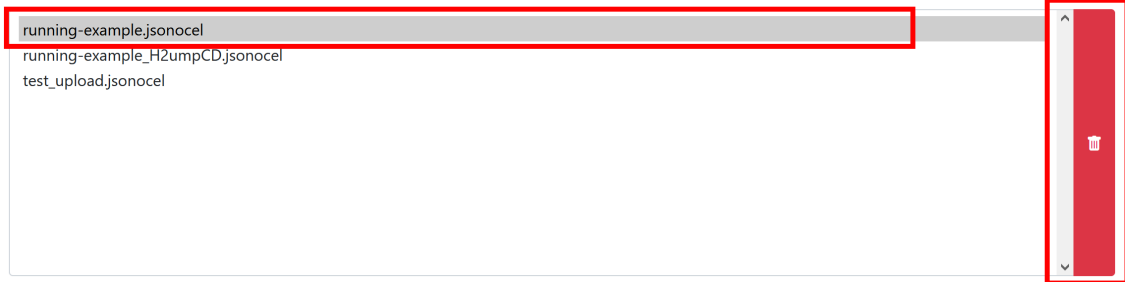 running-example.jsonocel
running-example_H2umpCD.jsonocel
test_upload.jsonocel